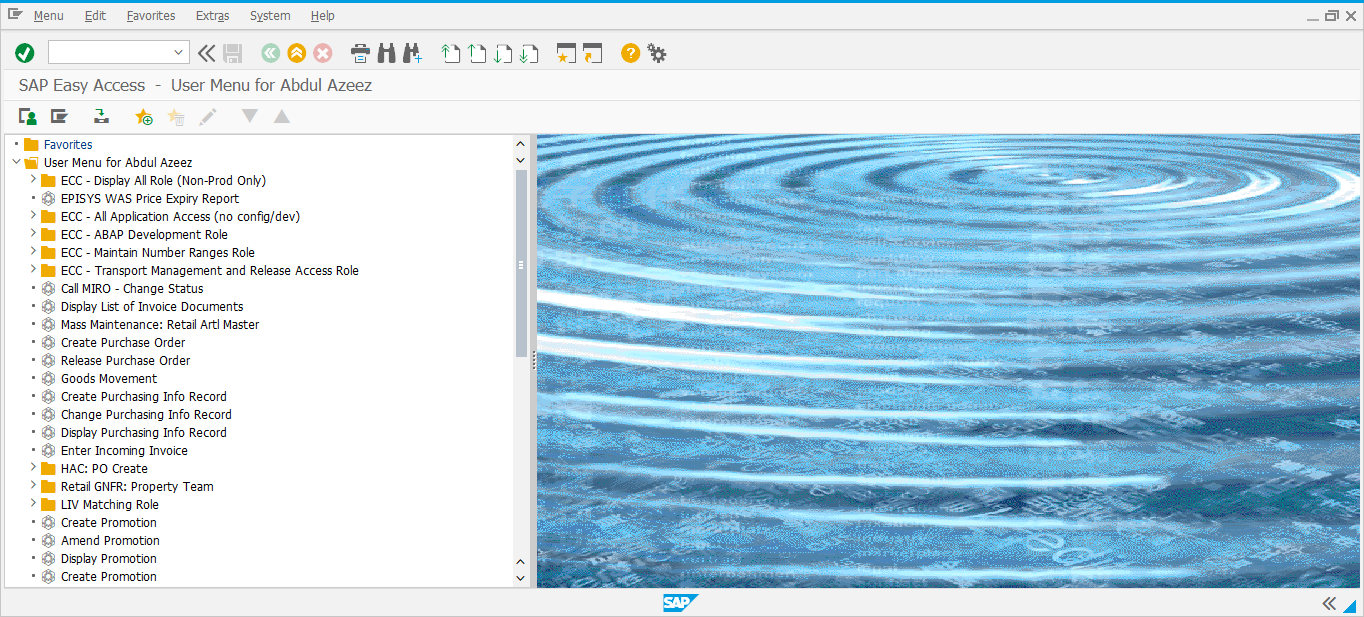 Menu Edit Favorites Extras System Help
SAP Easy Access - User Menu for Abdul Azeez
Favorites
User Menu for Abdul Azeez
ECC - Display All Role (Non-Prod Only)
EPISYS WAS Price Expiry Report
ECC - All Application Access (no config/dev)
ECC - ABAP Development Role
ECC - Maintain Number Ranges Role
ECC - Transport Management and Release Access Role
Call MIRO - Change Status
Display List of Invoice Documents
Mass Maintenance: Retail Artl Master
Create Purchase Order
Release Purchase Order
Goods Movement
Create Purchasing Info Record
Change Purchasing Info Record
Display Purchasing Info Record
Enter Incoming Invoice
HAC: PO Create
Retail GNFR: Property Team
LIV Matching Role
Create Promotion
Amend Promotion
Display Promotion
Create Promotion
SAP